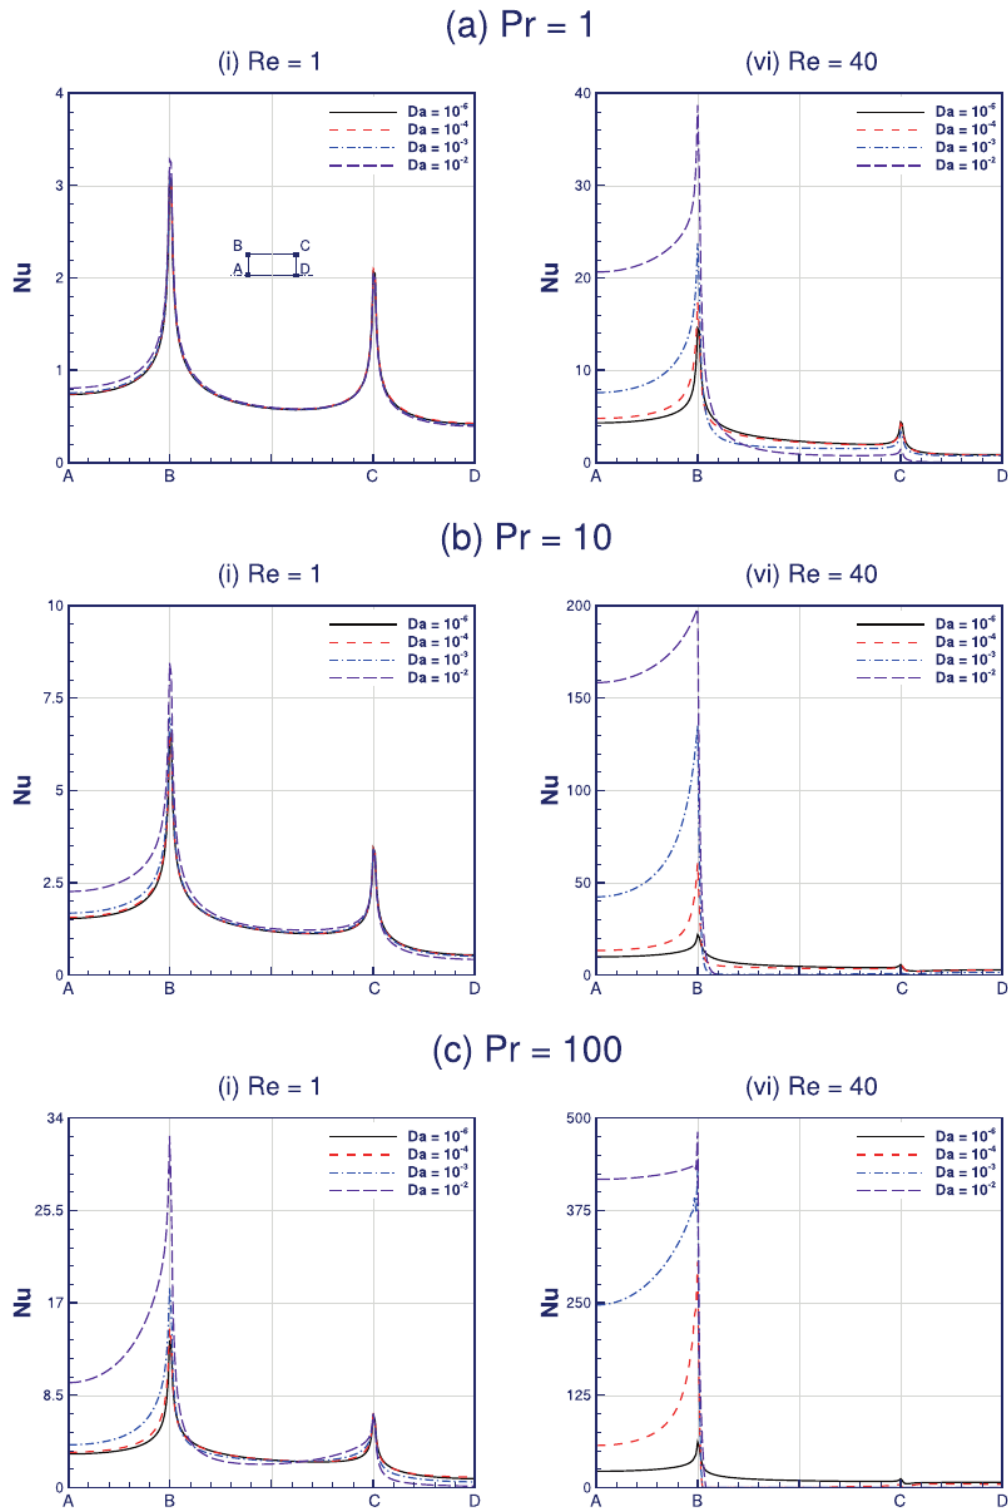 (a) Pr = 1
(i) Re = 1
(vi) Re = 40
4
3
2
1
0
Nu
Da = 10⁻⁶
Da = 10⁻⁴
Da = 10⁻³
Da = 10⁻²
B C
A D
A B C D
40
30
20
10
0
Nu
Da = 10⁻⁶
Da = 10⁻⁴
Da = 10⁻³
Da = 10⁻²
A B C D
(b) Pr = 10
(i) Re = 1
(vi) Re = 40
10
7.5
5
2.5
0
Nu
Da = 10⁻⁶
Da = 10⁻⁴
Da = 10⁻³
Da = 10⁻²
A B C D
200
150
100
50
0
Nu
Da = 10⁻⁶
Da = 10⁻⁴
Da = 10⁻³
Da = 10⁻²
A B C D
(c) Pr = 100
(i) Re = 1
(vi) Re = 40
34
25.5
17
8.5
0
Nu
Da = 10⁻⁶
Da = 10⁻⁴
Da = 10⁻³
Da = 10⁻²
A B C D
500
375
250
125
0
Nu
Da = 10⁻⁶
Da = 10⁻⁴
Da = 10⁻³
Da = 10⁻²
A B C D